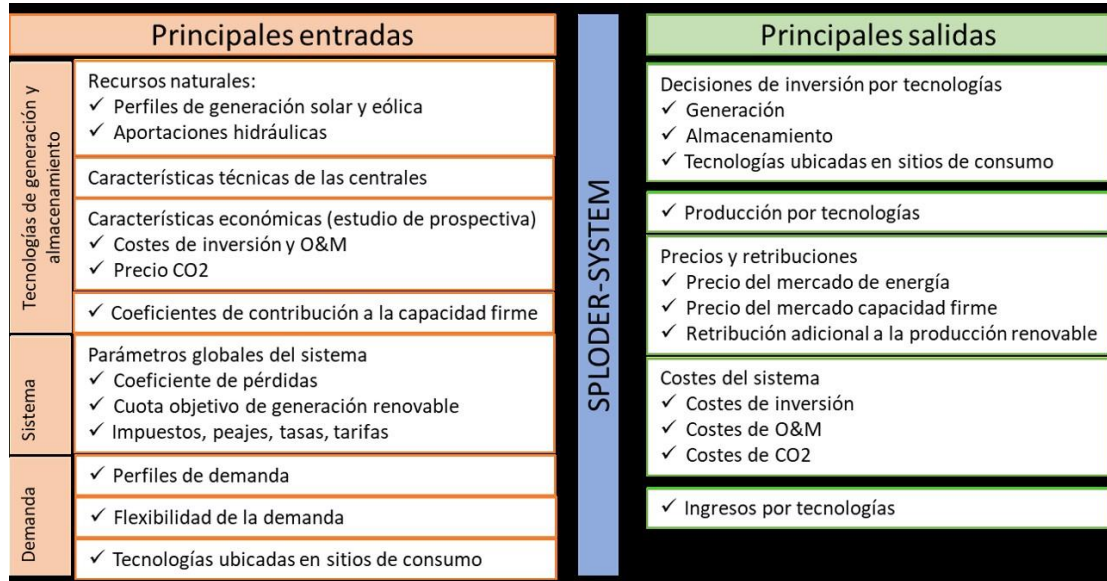 Principales entradas
Tecnologías de generación y
almacenamiento
Recursos naturales:
✓ Perfiles de generación solar y eólica
✓ Aportaciones hidráulicas
Características técnicas de las centrales
Características económicas (estudio de prospectiva)
✓ Costes de inversión y O&M
✓ Precio CO2
✓ Coeficientes de contribución a la capacidad firme
Sistema
Parámetros globales del sistema
✓ Coeficiente de pérdidas
✓ Cuota objetivo de generación renovable
✓ Impuestos, peajes, tasas, tarifas
Demanda
✓ Perfiles de demanda
✓ Flexibilidad de la demanda
✓ Tecnologías ubicadas en sitios de consumo
SPLODER-SYSTEM
Principales salidas
Decisiones de inversión por tecnologías
✓ Generación
✓ Almacenamiento
✓ Tecnologías ubicadas en sitios de consumo
✓ Producción por tecnologías
Precios y retribuciones
✓ Precio del mercado de energía
✓ Precio del mercado capacidad firme
✓ Retribución adicional a la producción renovable
Costes del sistema
✓ Costes de inversión
✓ Costes de O&M
✓ Costes de CO2
✓ Ingresos por tecnologías